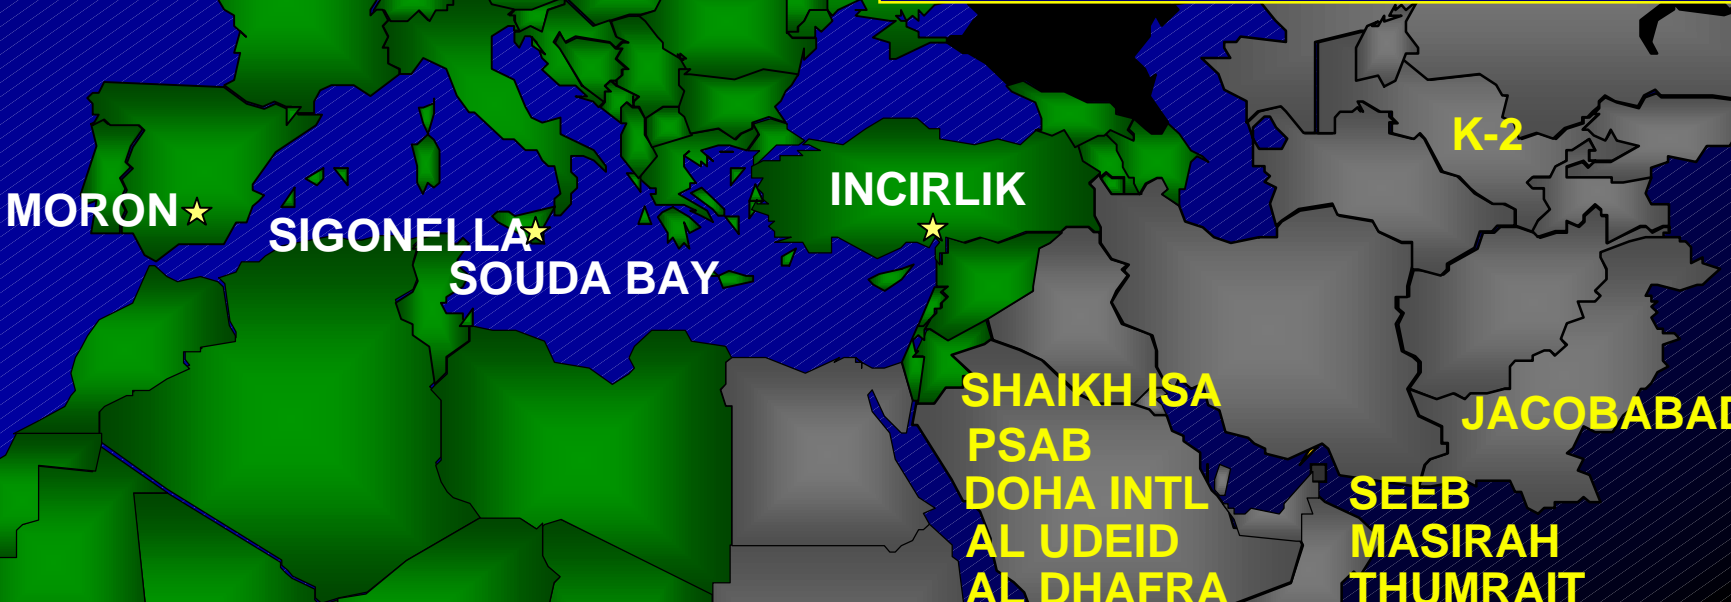 K-2
INCIRLIK
MORON
SIGONELLA
SOUDA BAY
SHAIKH ISA
PSAB
DOHA INTL
AL UDEID
AL DHAFRA
JACOBABAD
SEEB
MASIRAH
THUMRAIT